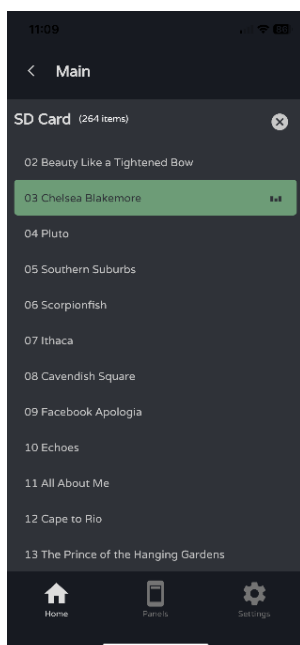 11:09
Main
SD Card (264 items)
02 Beauty Like a Tightened Bow
03 Chelsea Blakemore
04 Pluto
05 Southern Suburbs
06 Scorpionfish
07 Ithaca
08 Cavendish Square
09 Facebook Apologia
10 Echoes
11 All About Me
12 Cape to Rio
13 The Prince of the Hanging Gardens
Home Panels Settings